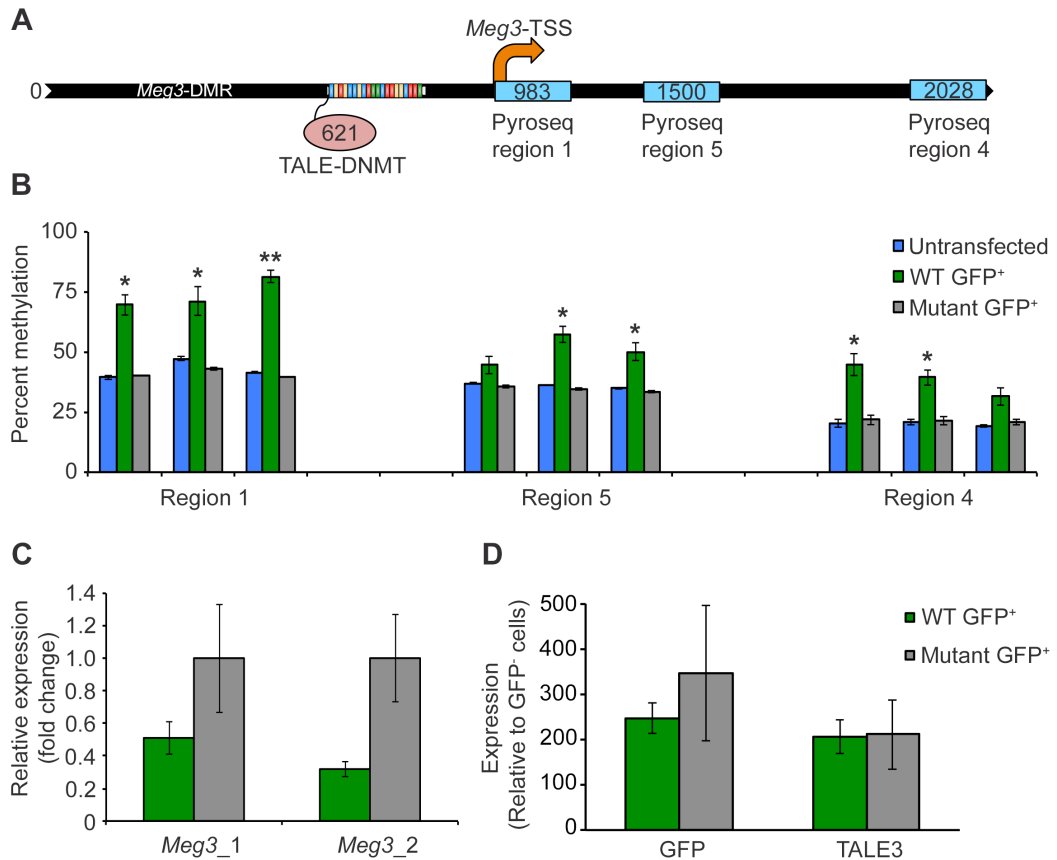 A
Meg3-TSS
0
Meg3-DMR
983
1500
2028
621
TALE-DNMT
Pyroseq
region 1
Pyroseq
region 5
Pyroseq
region 4
B
Percent methylation
100
75
50
25
0
* * **
* *
* *
Untransfected
WT GFP⁺
Mutant GFP⁺
Region 1
Region 5
Region 4
C
Relative expression
(fold change)
1.4
1.2
1.0
0.8
0.6
0.4
0.2
0
Meg3_1
Meg3_2
D
Expression
(Relative to GFP⁻ cells)
500
400
300
200
100
0
WT GFP⁺
Mutant GFP⁺
GFP
TALE3